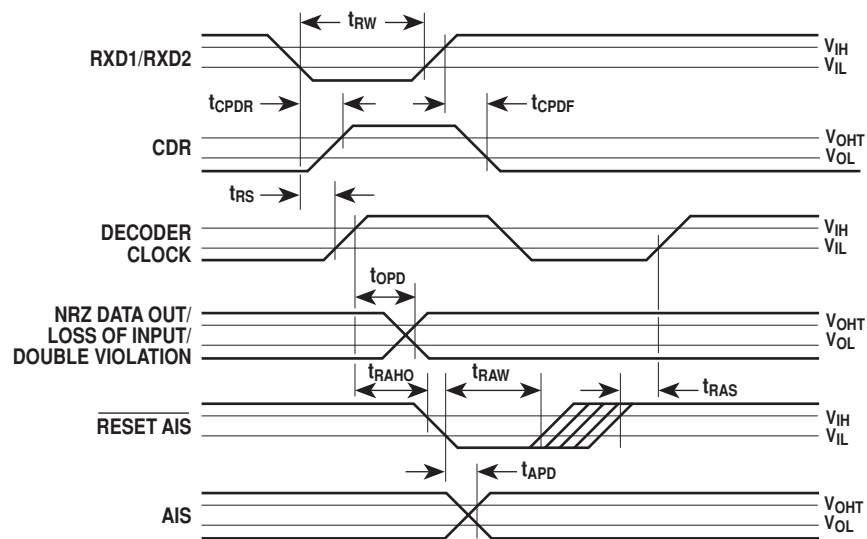 tRW
RXD1/RXD2
VIH
VIL
tCPDR
tCPDF
CDR
VOHT
VOL
tRS
DECODER
CLOCK
VIH
VIL
tOPD
NRZ DATA OUT/
LOSS OF INPUT/
DOUBLE VIOLATION
VOHT
VOL
tRAHO
tRAW
tRAS
RESET AIS
VIH
VIL
tAPD
AIS
VOHT
VOL